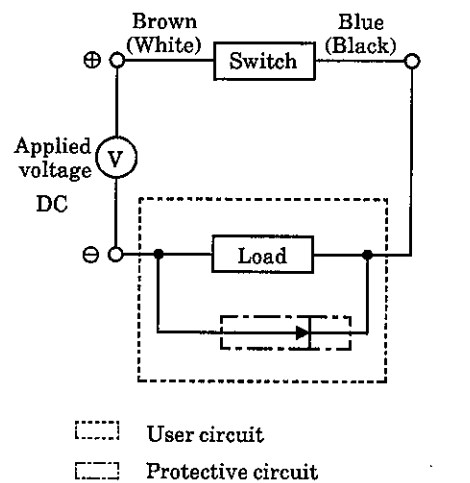 Brown
(White)
Blue
(Black)
⊕
Switch
Applied
voltage
V
DC
⊖
Load
User circuit
Protective circuit